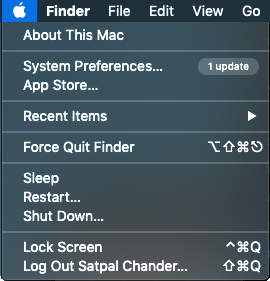 Finder File Edit View Go
About This Mac
System Preferences... 1 update
App Store...
Recent Items ▶
Force Quit Finder ⌥⇧⌘⎋
Sleep
Restart...
Shut Down...
Lock Screen ^⌘Q
Log Out Satpal Chander... ⇧⌘Q